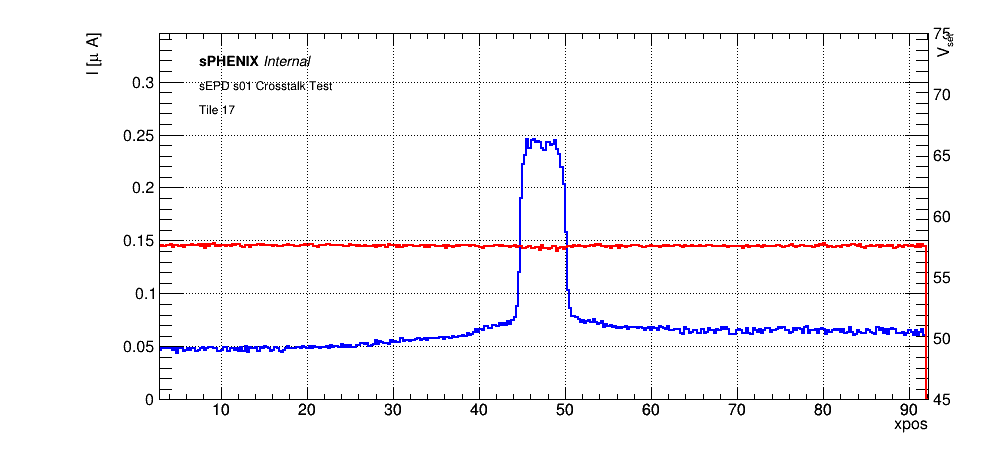 I [μ A]
sPHENIX Internal
sEPD s01 Crosstalk Test
Tile 17
0.3
0.25
0.2
0.15
0.1
0.05
0
75
V_set
70
65
60
55
50
45
10 20 30 40 50 60 70 80 90
xpos